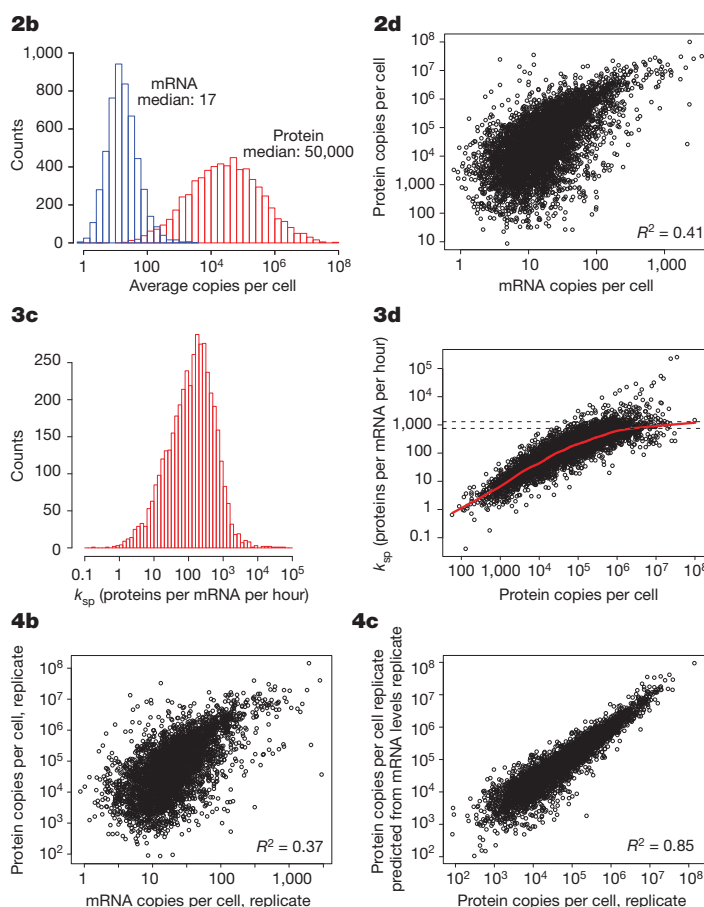 2b
1,000
800
600
400
200
0
Counts
mRNA
median: 17
Protein
median: 50,000
1
100
10⁴
10⁶
10⁸
Average copies per cell
2d
10⁸
10⁷
10⁶
10⁵
10⁴
1,000
100
10
Protein copies per cell
R² = 0.41
1
10
100
1,000
mRNA copies per cell
3c
250
200
150
100
50
0
Counts
0.1
1
10
100
10³
10⁴
10⁵
kₛₚ (proteins per mRNA per hour)
3d
10⁵
10⁴
1,000
100
10
1
0.1
kₛₚ (proteins per mRNA per hour)
100
1,000
10⁴
10⁵
10⁶
10⁷
10⁸
Protein copies per cell
4b
10⁸
10⁷
10⁶
10⁵
10⁴
10³
10²
Protein copies per cell, replicate
R² = 0.37
1
10
100
1,000
mRNA copies per cell, replicate
4c
10⁸
10⁷
10⁶
10⁵
10⁴
10³
10²
Protein copies per cell replicate
predicted from mRNA levels replicate
R² = 0.85
10²
10³
10⁴
10⁵
10⁶
10⁷
10⁸
Protein copies per cell, replicate